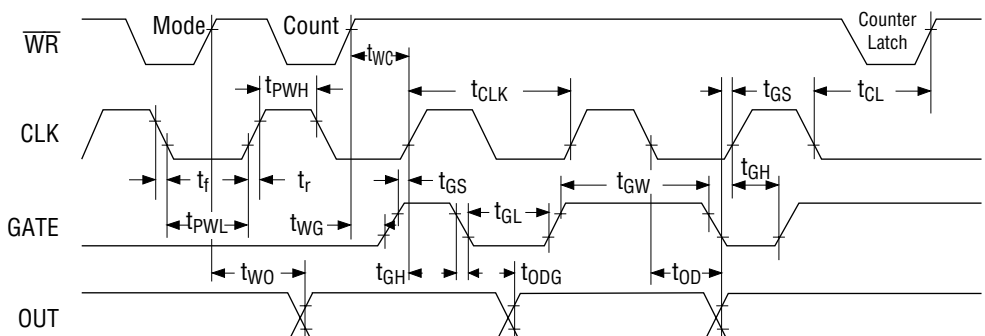 WR Mode Count Counter Latch
tWC
tPWH tCLK tGS tCL
CLK
tf tr tGS tGW tGH
tPWL tWG tGL
GATE
tWO tGH tODG tOD
OUT